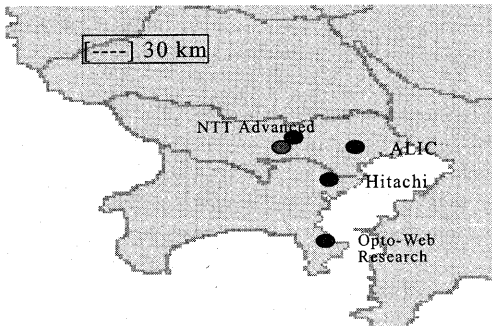 30 km
NTT Advanced
ALIC
Hitachi
Opto-Web
Research